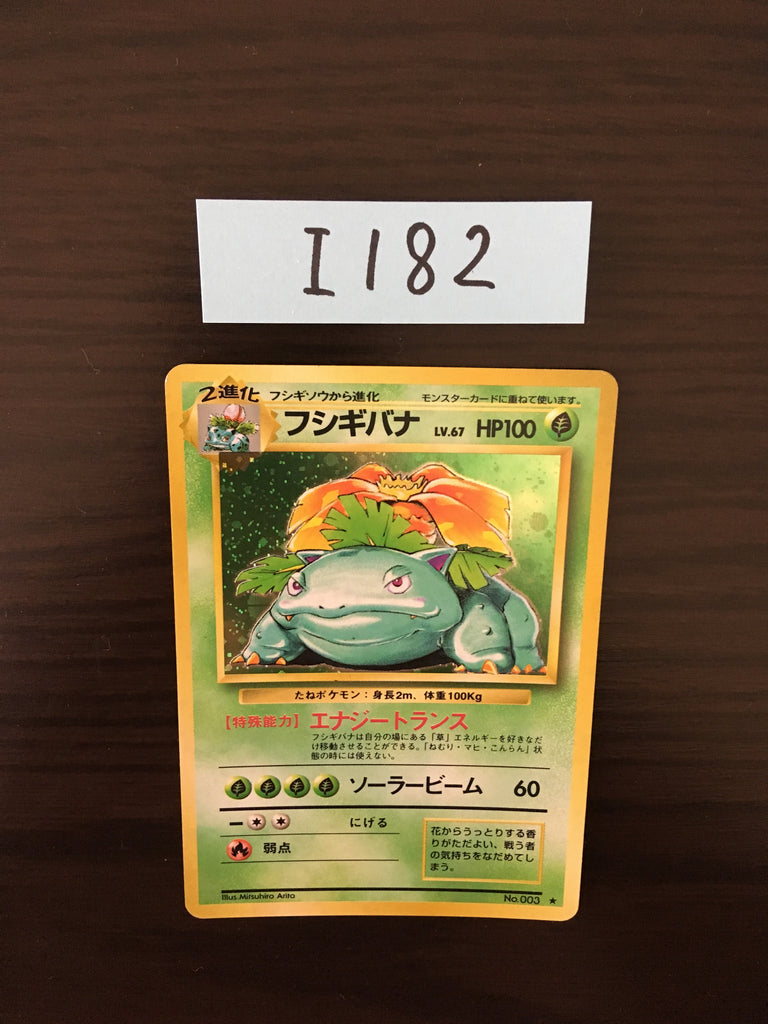 I182
2進化 フシギソウから進化 モンスターカードに重ねて使います。
フシギバナ LV.67 HP100
たねポケモン：身長2m、体重100Kg
【特殊能力】エナジートランス
フシギバナは自分の場にある「草」エネルギーを好きなだ
け移動させることができる。「ねむり・マヒ・こんらん」状
態の時には使えない。
ソーラービーム 60
にげる
弱点
花からうっとりする香
りがただよい、戦う者
の気持ちをなだめてし
まう。
Illus.Mitsuhiro Arita No.003 ★